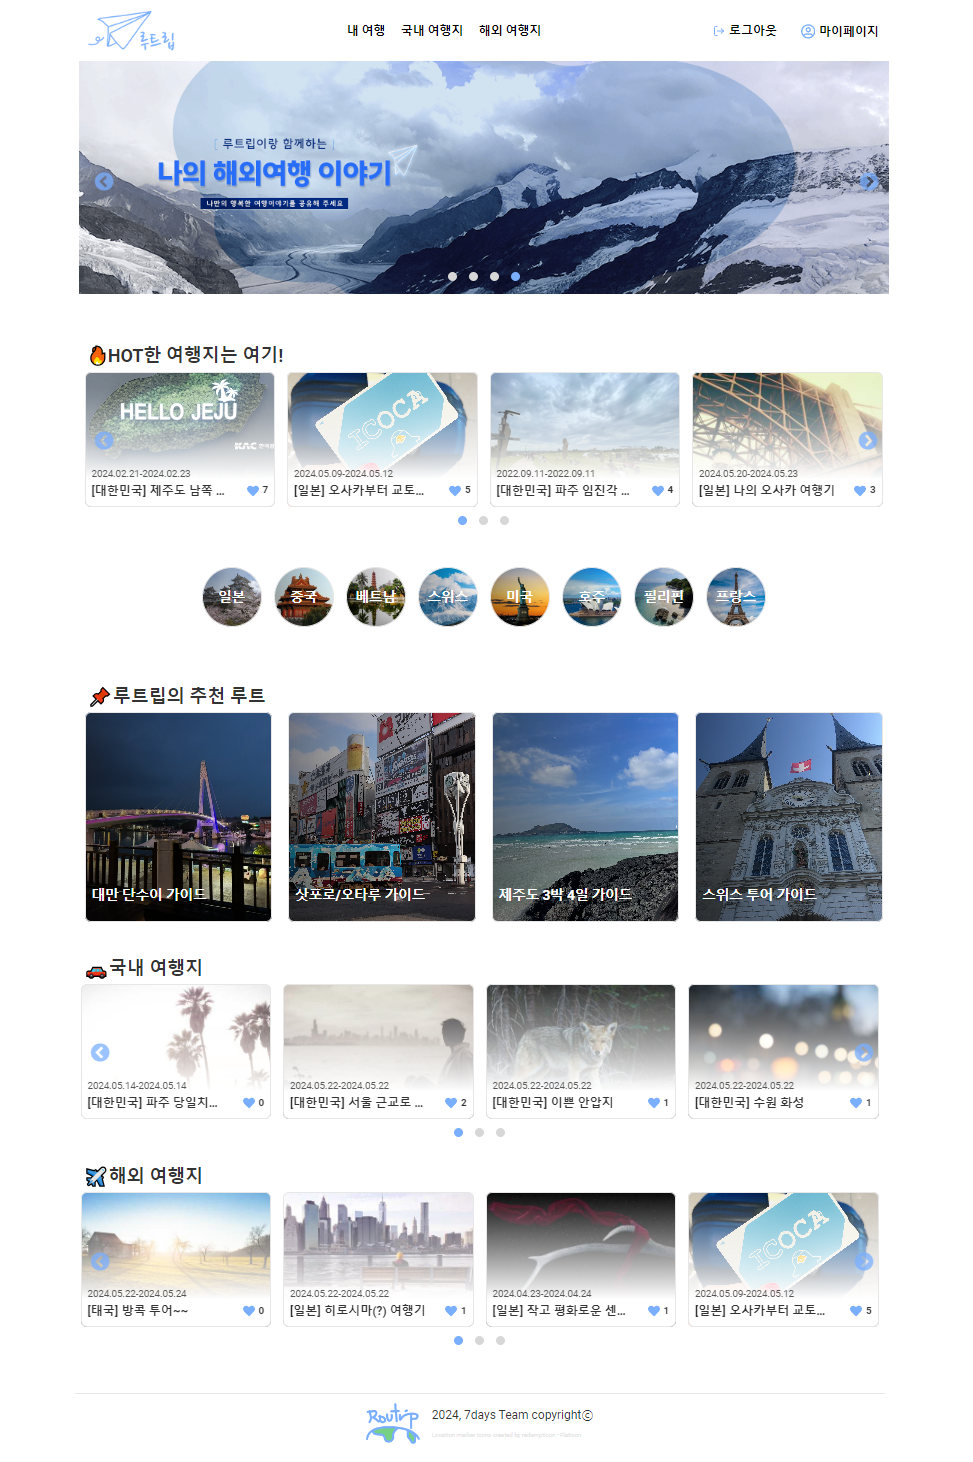 루트립
내 여행 국내 여행지 해외 여행지
로그아웃 마이페이지
루트립이랑 함께하는
나의 해외여행 이야기
나만의 행복한 여행이야기를 공유해 주세요
HOT한 여행지는 여기!
HELLO JEJU
KAC
2024.02.21-2024.02.23
[대한민국] 제주도 남쪽 ...
7
ICOCA
2024.05.09-2024.05.12
[일본] 오사카부터 교토...
5
2022.09.11-2022.09.11
[대한민국] 파주 임진각 ...
4
2024.05.20-2024.05.23
[일본] 나의 오사카 여행기
3
일본 중국 베트남 스위스 미국 호주 필리핀 프랑스
루트립의 추천 루트
대만 단수이 가이드
삿포로/오타루 가이드
제주도 3박 4일 가이드
스위스 투어 가이드
국내 여행지
2024.05.14-2024.05.14
[대한민국] 파주 당일치...
0
2024.05.22-2024.05.22
[대한민국] 서울 근교로 ...
2
2024.05.22-2024.05.22
[대한민국] 이쁜 안압지
1
2024.05.22-2024.05.22
[대한민국] 수원 화성
1
해외 여행지
2024.05.22-2024.05.24
[태국] 방콕 투어~~
0
2024.05.22-2024.05.22
[일본] 히로시마(?) 여행기
1
2024.04.23-2024.04.24
[일본] 작고 평화로운 센...
1
ICOCA
2024.05.09-2024.05.12
[일본] 오사카부터 교토...
5
Routrip
2024, 7days Team copyrightⓒ